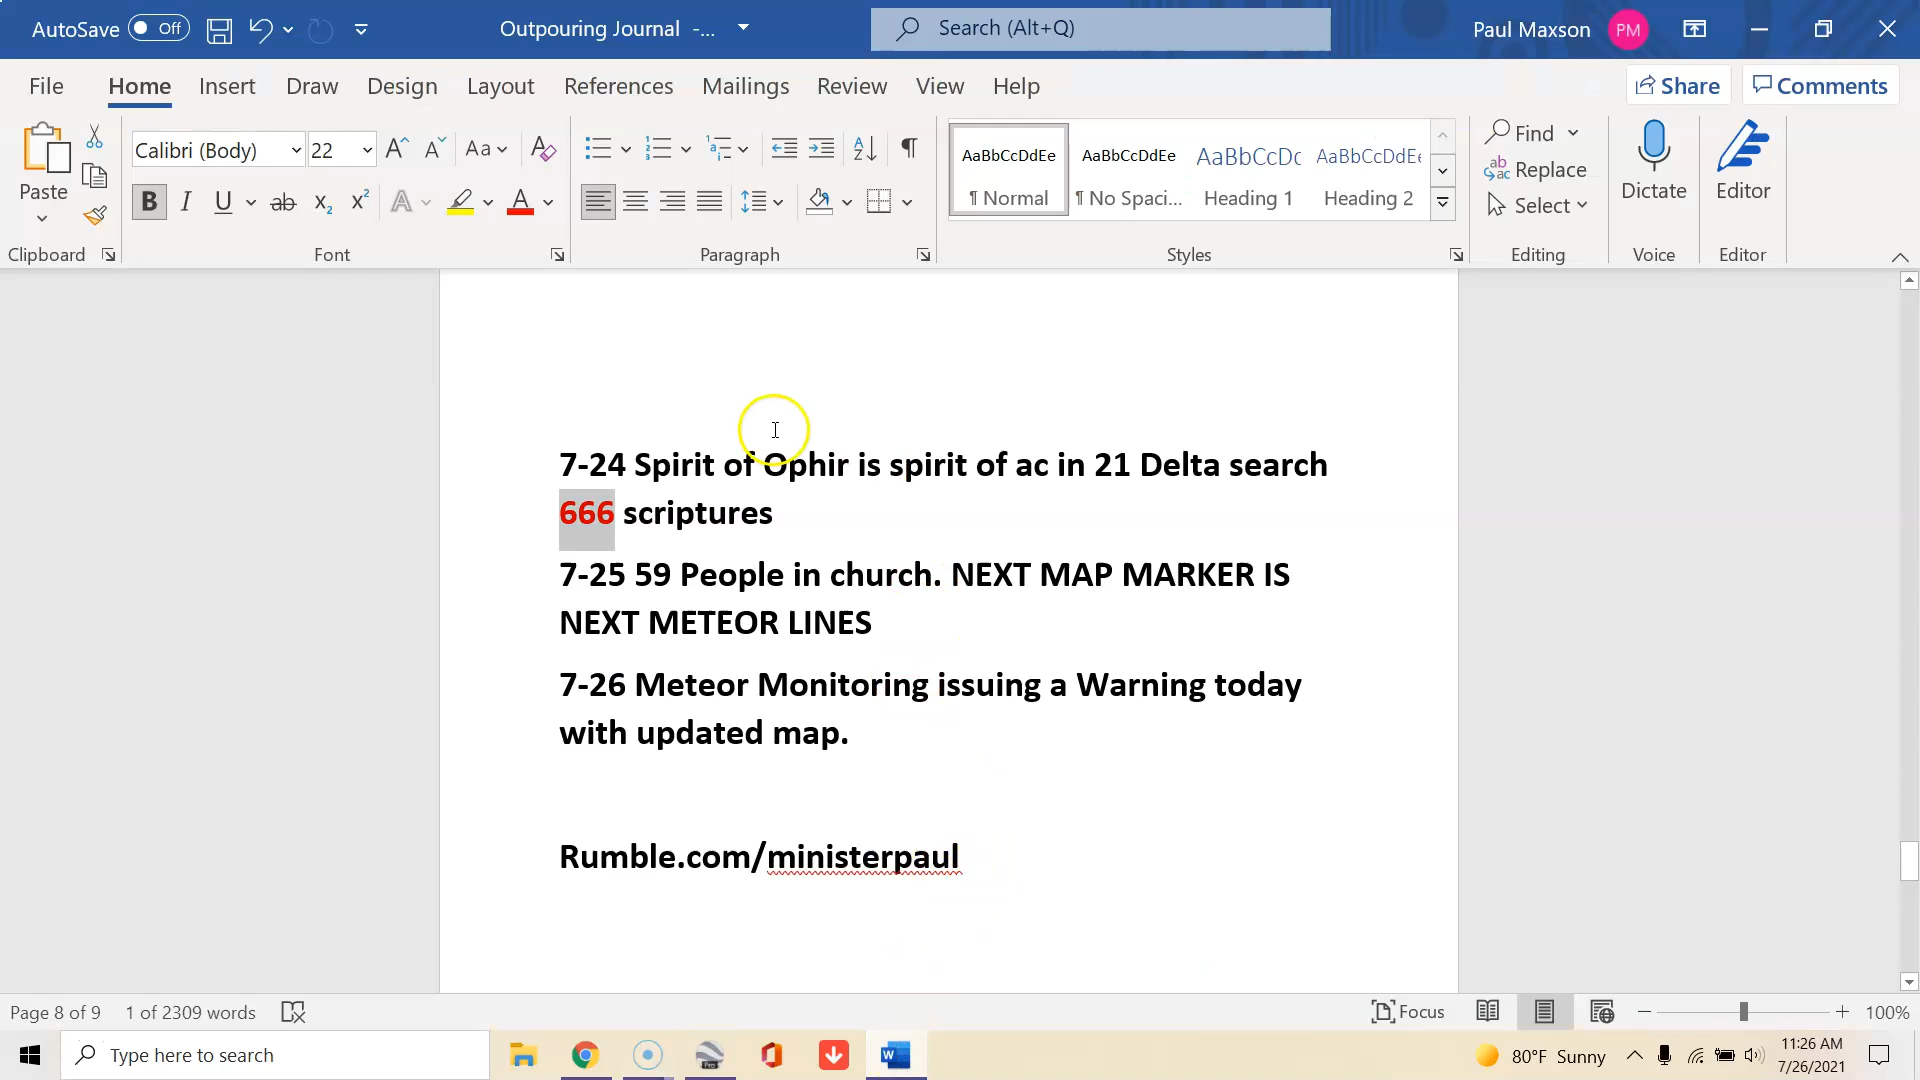 AutoSave Off Outpouring Journal -... Search (Alt+Q) Paul Maxson PM
File Home Insert Draw Design Layout References Mailings Review View Help Share Comments
Paste Calibri (Body) 22 Aa AaBbCcDdEe AaBbCcDdEe AaBbCcDc AaBbCcDdEe Find Replace Select Dictate Editor
¶ Normal ¶ No Spaci... Heading 1 Heading 2
Clipboard Font Paragraph Styles Editing Voice Editor
7-24 Spirit of Ophir is spirit of ac in 21 Delta search
666 scriptures
7-25 59 People in church. NEXT MAP MARKER IS
NEXT METEOR LINES
7-26 Meteor Monitoring issuing a Warning today
with updated map.
Rumble.com/ministerpaul
Page 8 of 9 1 of 2309 words Focus 100%
Type here to search 80°F Sunny 11:26 AM
7/26/2021